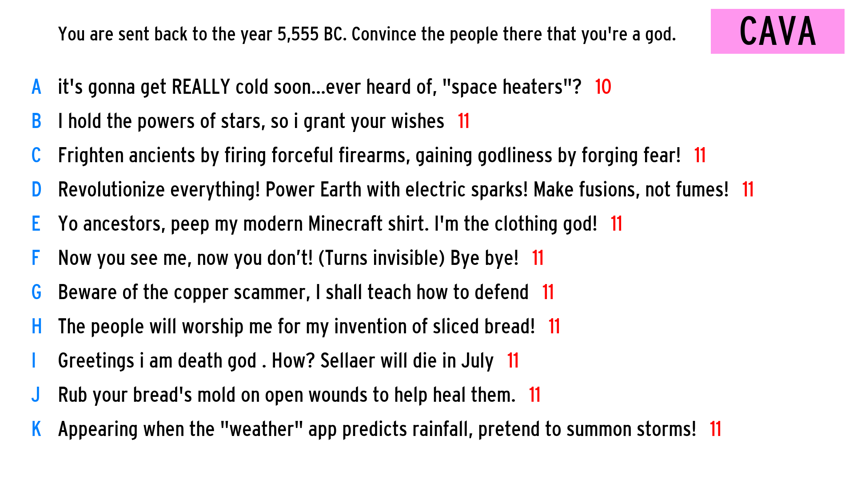 You are sent back to the year 5,555 BC. Convince the people there that you're a god.
CAVA
A it's gonna get REALLY cold soon...ever heard of, "space heaters"? 10
B I hold the powers of stars, so i grant your wishes 11
C Frighten ancients by firing forceful firearms, gaining godliness by forging fear! 11
D Revolutionize everything! Power Earth with electric sparks! Make fusions, not fumes! 11
E Yo ancestors, peep my modern Minecraft shirt. I'm the clothing god! 11
F Now you see me, now you don’t! (Turns invisible) Bye bye! 11
G Beware of the copper scammer, I shall teach how to defend 11
H The people will worship me for my invention of sliced bread! 11
I Greetings i am death god . How? Sellaer will die in July 11
J Rub your bread's mold on open wounds to help heal them. 11
K Appearing when the "weather" app predicts rainfall, pretend to summon storms! 11